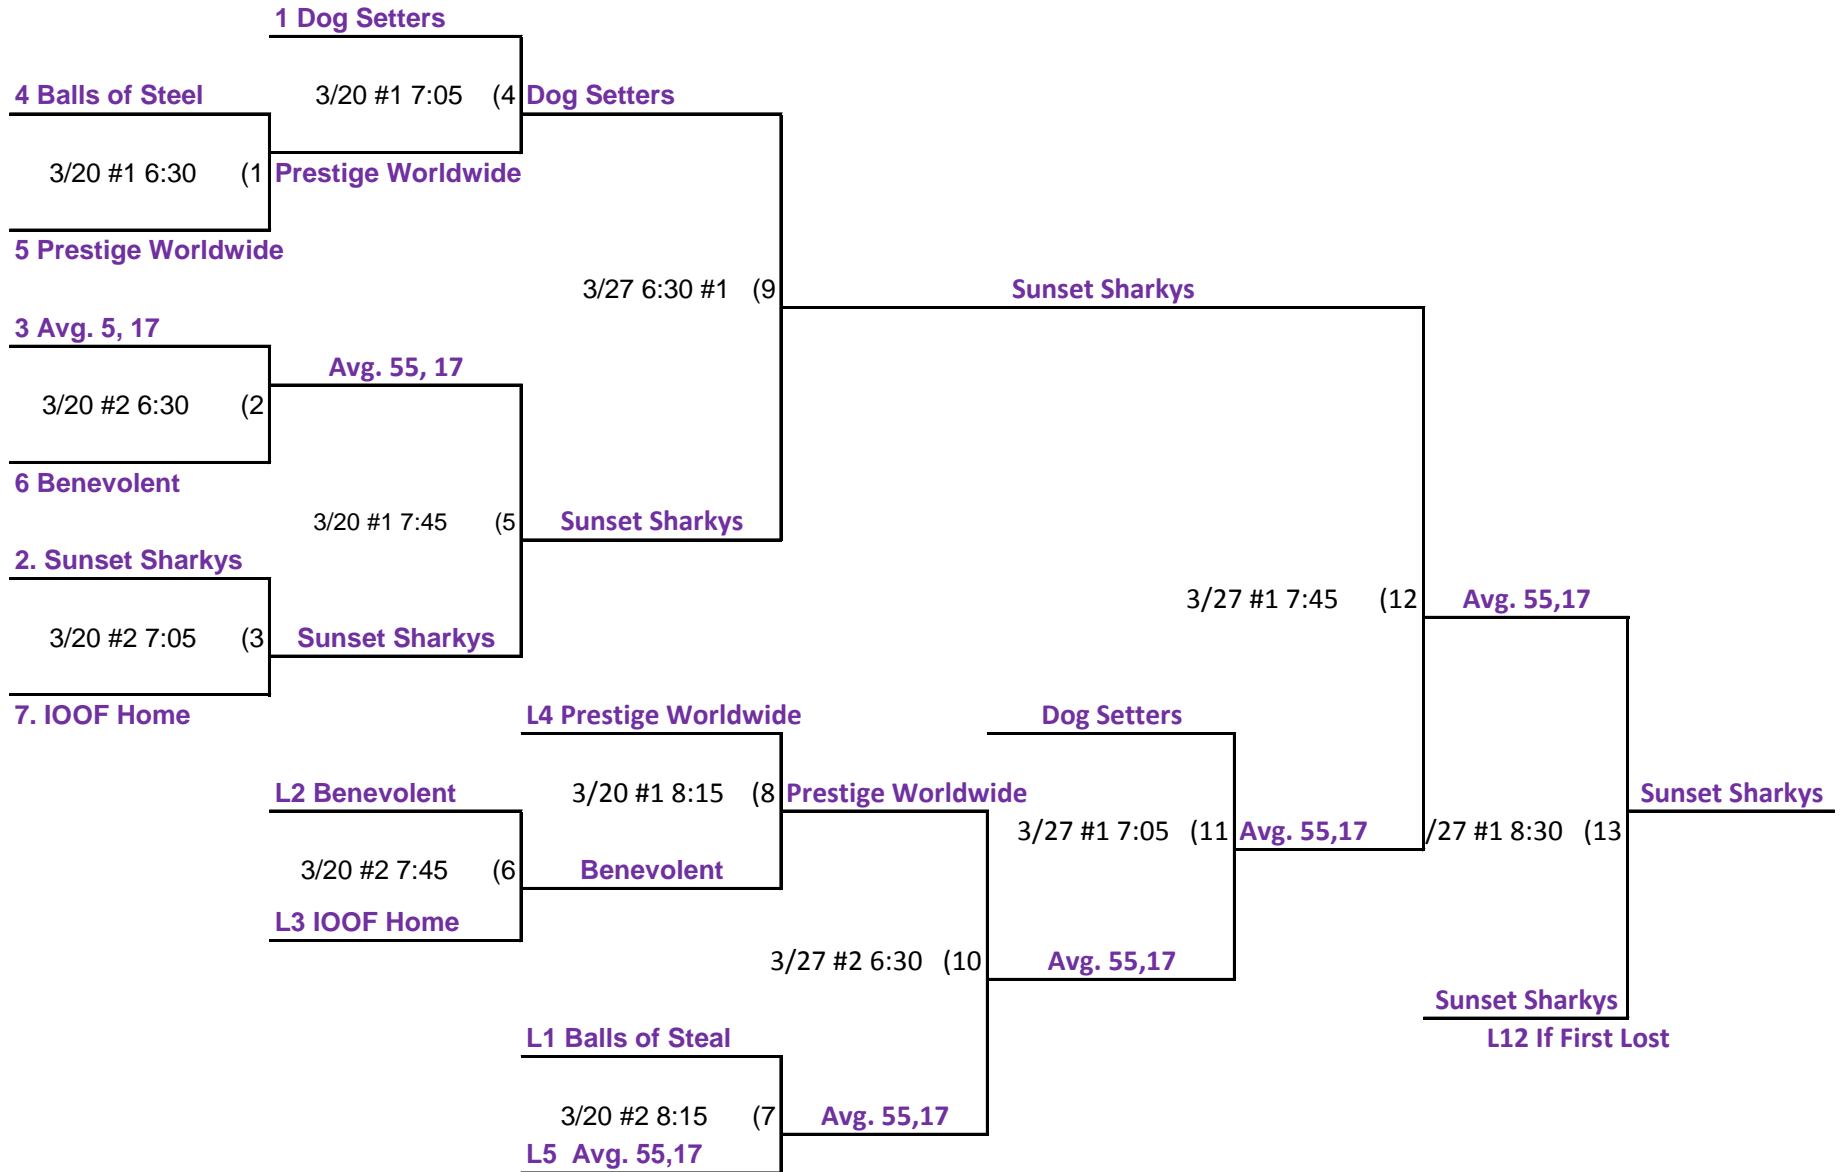 1 Dog Setters
4 Balls of Steel
3/20 #1 7:05 (4
Dog Setters
3/20 #1 6:30 (1
Prestige Worldwide
5 Prestige Worldwide
3/27 6:30 #1 (9
Sunset Sharkys
3 Avg. 5, 17
Avg. 55, 17
3/20 #2 6:30 (2
6 Benevolent
3/20 #1 7:45 (5
Sunset Sharkys
2. Sunset Sharkys
3/27 #1 7:45 (12
Avg. 55,17
3/20 #2 7:05 (3
Sunset Sharkys
7. IOOF Home
L4 Prestige Worldwide
Dog Setters
L2 Benevolent
3/20 #1 8:15 (8
Prestige Worldwide
Sunset Sharkys
3/27 #1 7:05 (11
Avg. 55,17
/27 #1 8:30 (13
3/20 #2 7:45 (6
Benevolent
L3 IOOF Home
3/27 #2 6:30 (10
Avg. 55,17
Sunset Sharkys
L1 Balls of Steal
L12 If First Lost
3/20 #2 8:15 (7
Avg. 55,17
L5 Avg. 55,17